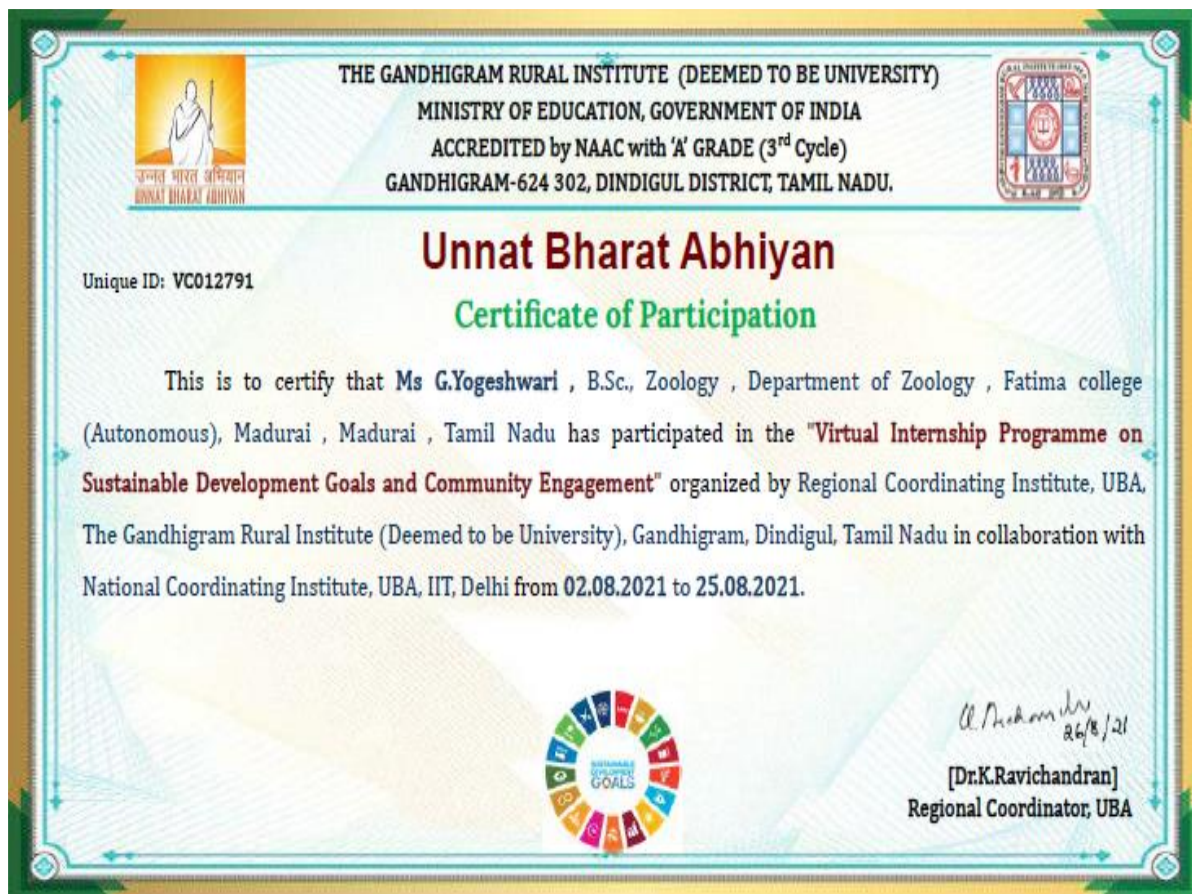 THE GANDHIGRAM RURAL INSTITUTE (DEEMED TO BE UNIVERSITY)
MINISTRY OF EDUCATION, GOVERNMENT OF INDIA
ACCREDITED by NAAC with 'A' GRADE (3rd Cycle)
GANDHIGRAM-624 302, DINDIGUL DISTRICT, TAMIL NADU.
उन्नत भारत अभियान
UNNAT BHARAT ABHIYAN
Unnat Bharat Abhiyan
Unique ID: VC012791
Certificate of Participation
This is to certify that Ms G.Yogeshwari , B.Sc., Zoology , Department of Zoology , Fatima college
(Autonomous), Madurai , Madurai , Tamil Nadu has participated in the "Virtual Internship Programme on
Sustainable Development Goals and Community Engagement" organized by Regional Coordinating Institute, UBA,
The Gandhigram Rural Institute (Deemed to be University), Gandhigram, Dindigul, Tamil Nadu in collaboration with
National Coordinating Institute, UBA, IIT, Delhi from 02.08.2021 to 25.08.2021.
SUSTAINABLE
DEVELOPMENT
GOALS
26/8/21
[Dr.K.Ravichandran]
Regional Coordinator, UBA